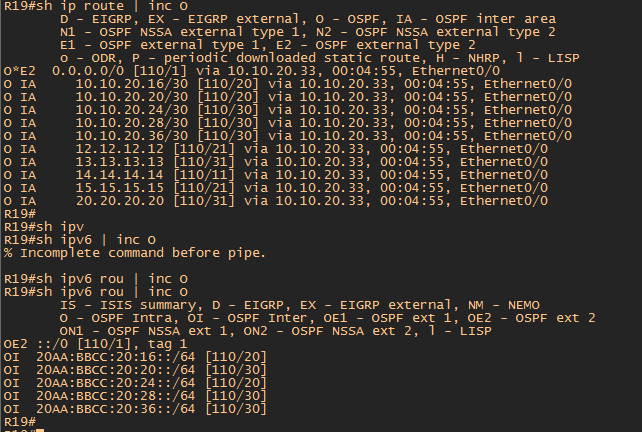 R19#sh ip route | inc O
D - EIGRP, EX - EIGRP external, O - OSPF, IA - OSPF inter area
N1 - OSPF NSSA external type 1, N2 - OSPF NSSA external type 2
E1 - OSPF external type 1, E2 - OSPF external type 2
o - ODR, P - periodic downloaded static route, H - NHRP, l - LISP
O*E2  0.0.0.0/0 [110/1] via 10.10.20.33, 00:04:55, Ethernet0/0
O IA     10.10.20.16/30 [110/20] via 10.10.20.33, 00:04:55, Ethernet0/0
O IA     10.10.20.20/30 [110/30] via 10.10.20.33, 00:04:55, Ethernet0/0
O IA     10.10.20.24/30 [110/20] via 10.10.20.33, 00:04:55, Ethernet0/0
O IA     10.10.20.28/30 [110/30] via 10.10.20.33, 00:04:55, Ethernet0/0
O IA     10.10.20.36/30 [110/30] via 10.10.20.33, 00:04:55, Ethernet0/0
O IA     12.12.12.12 [110/21] via 10.10.20.33, 00:04:55, Ethernet0/0
O IA     13.13.13.13 [110/31] via 10.10.20.33, 00:04:55, Ethernet0/0
O IA     14.14.14.14 [110/11] via 10.10.20.33, 00:04:55, Ethernet0/0
O IA     15.15.15.15 [110/21] via 10.10.20.33, 00:04:55, Ethernet0/0
O IA     20.20.20.20 [110/31] via 10.10.20.33, 00:04:55, Ethernet0/0
R19#
R19#sh ipv
R19#sh ipv6 | inc O
% Incomplete command before pipe.
R19#sh ipv6 rou | inc O
R19#sh ipv6 rou | inc O
IS - ISIS summary, D - EIGRP, EX - EIGRP external, NM - NEMO
O - OSPF Intra, OI - OSPF Inter, OE1 - OSPF ext 1, OE2 - OSPF ext 2
ON1 - OSPF NSSA ext 1, ON2 - OSPF NSSA ext 2, l - LISP
OE2 ::/0 [110/1], tag 1
OI  20AA:BBCC:20:16::/64 [110/20]
OI  20AA:BBCC:20:20::/64 [110/30]
OI  20AA:BBCC:20:24::/64 [110/20]
OI  20AA:BBCC:20:28::/64 [110/30]
OI  20AA:BBCC:20:36::/64 [110/30]
R19#
R19#